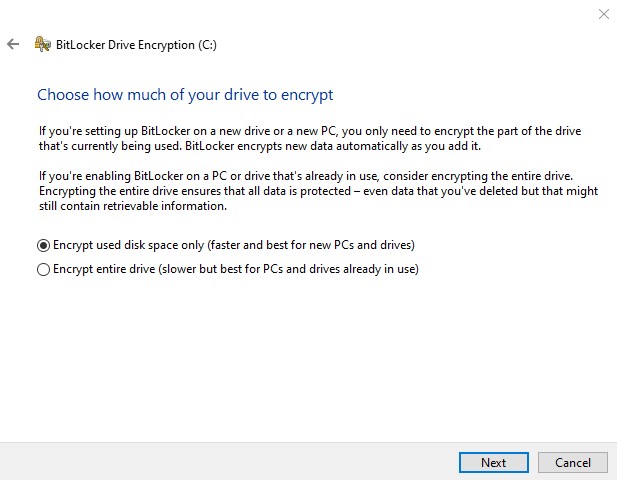 BitLocker Drive Encryption (C:)
Choose how much of your drive to encrypt
If you're setting up BitLocker on a new drive or a new PC, you only need to encrypt the part of the drive
that's currently being used. BitLocker encrypts new data automatically as you add it.
If you're enabling BitLocker on a PC or drive that's already in use, consider encrypting the entire drive.
Encrypting the entire drive ensures that all data is protected – even data that you've deleted but that might
still contain retrievable information.
Encrypt used disk space only (faster and best for new PCs and drives)
Encrypt entire drive (slower but best for PCs and drives already in use)
Next
Cancel